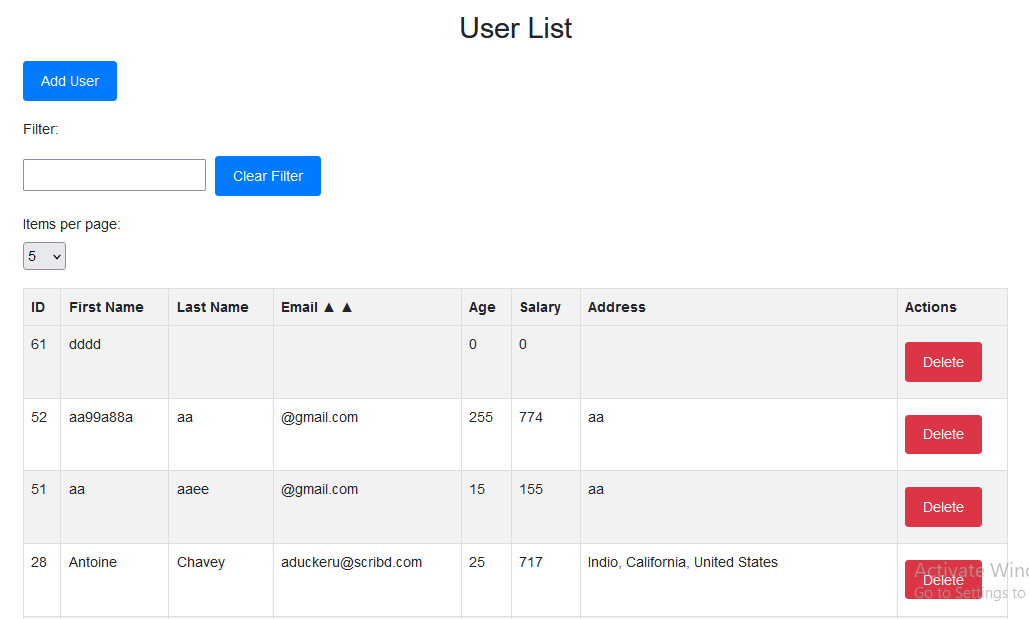 User List
Add User
Filter:
Clear Filter
Items per page:
5
ID First Name Last Name Email ▲ ▲ Age Salary Address Actions
61 dddd 0 0 Delete
52 aa99a88a aa @gmail.com 255 774 aa Delete
51 aa aaee @gmail.com 15 155 aa Delete
28 Antoine Chavey aduckeru@scribd.com 25 717 Indio, California, United States Delete
Activate Wind
Go to Settings to